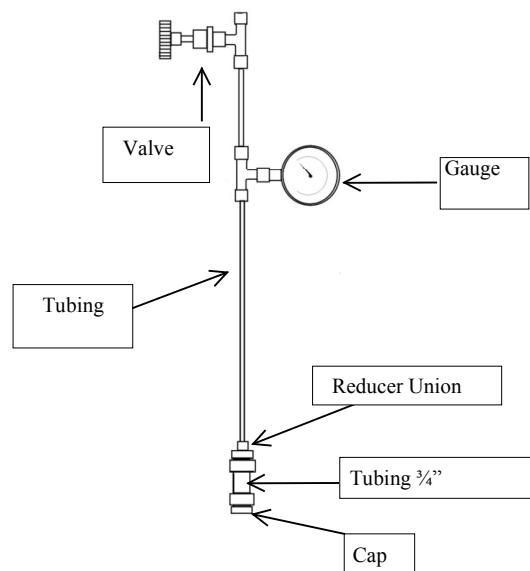 Valve
Gauge
Tubing
Reducer Union
Tubing ¾”
Cap